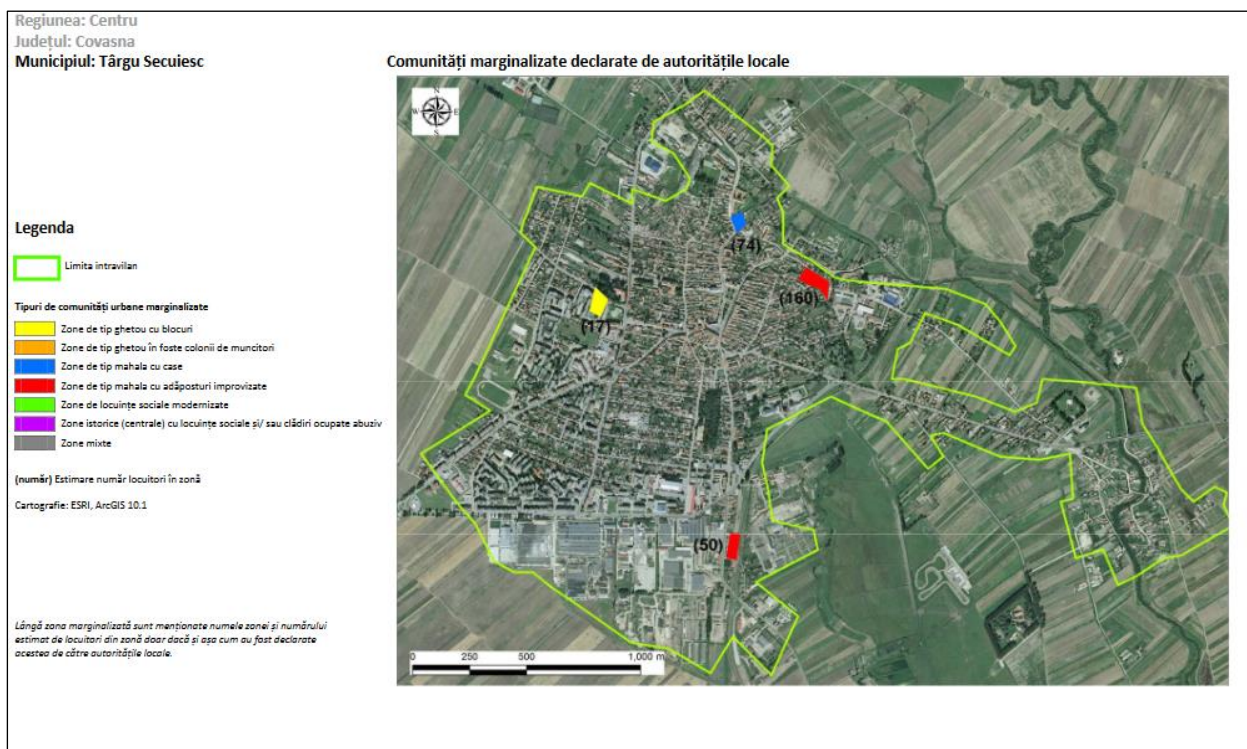 Regiunea: Centru
Județul: Covasna
Municipiul: Târgu Secuiesc
Comunități marginalizate declarate de autoritățile locale
N
W E
S
(74)
(160)
(17)
(50)
0 250 500 1,000 m
Legenda
Limita intravilan
Tipuri de comunități urbane marginalizate
Zone de tip ghetou cu blocuri
Zone de tip ghetou în foste colonii de muncitori
Zone de tip mahala cu case
Zone de tip mahala cu adăposturi improvizate
Zone de locuințe sociale modernizate
Zone istorice (centrale) cu locuințe sociale și/ sau clădiri ocupate abuziv
Zone mixte
(număr) Estimare număr locuitori în zonă
Cartografie: ESRI, ArcGIS 10.1
Lângă zona marginalizată sunt menționate numele zonei și numărului
estimat de locuitori din zonă doar dacă și așa cum au fost declarate
acestea de către autoritățile locale.